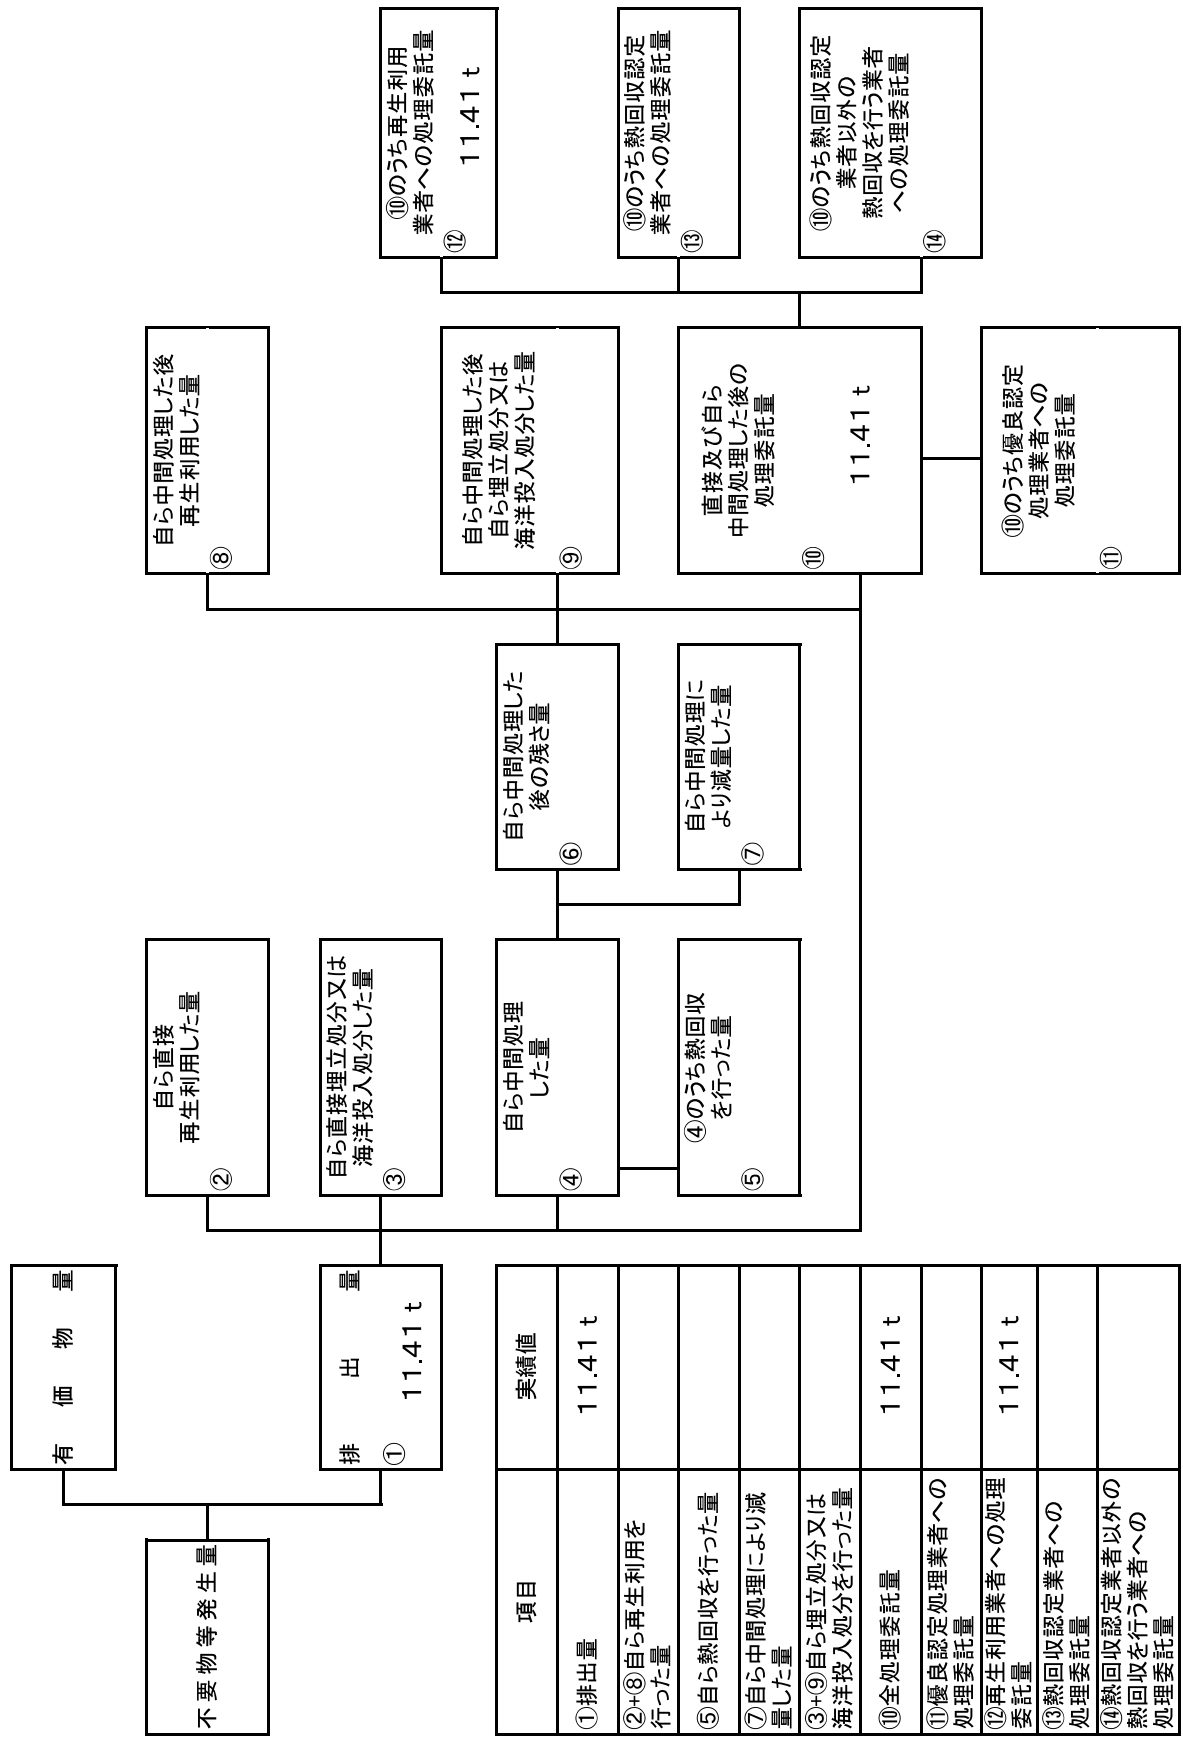 不要物等発生量
有価物量
排出量
①
11.41ｔ
自ら直接
再生利用した量
②
自ら直接埋立処分又は
海洋投入処分した量
③
自ら中間処理
した量
④
④のうち熱回収
を行った量
⑤
自ら中間処理した
後の残さ量
⑥
自ら中間処理に
より減量した量
⑦
自ら中間処理した後
再生利用した量
⑧
自ら中間処理した後
自ら埋立処分又は
海洋投入処分した量
⑨
直接及び自ら
中間処理した後の
処理委託量
⑩
11.41ｔ
⑩のうち優良認定
処理業者への
処理委託量
⑪
⑩のうち再生利用
業者への処理委託量
⑫
11.41ｔ
⑩のうち熱回収認定
業者への処理委託量
⑬
⑩のうち熱回収認定
業者以外の
熱回収を行う業者
への処理委託量
⑭
項目
実績値
①排出量
11.41ｔ
②+⑧自ら再生利用を
行った量
⑤自ら熱回収を行った量
⑦自ら中間処理により減
量した量
③+⑨自ら埋立処分又は
海洋投入処分を行った量
⑩全処理委託量
11.41ｔ
⑪優良認定処理業者への
処理委託量
⑫再生利用業者への処理
委託量
11.41ｔ
⑬熱回収認定業者への
処理委託量
⑭熱回収認定業者以外の
熱回収を行う業者への
処理委託量